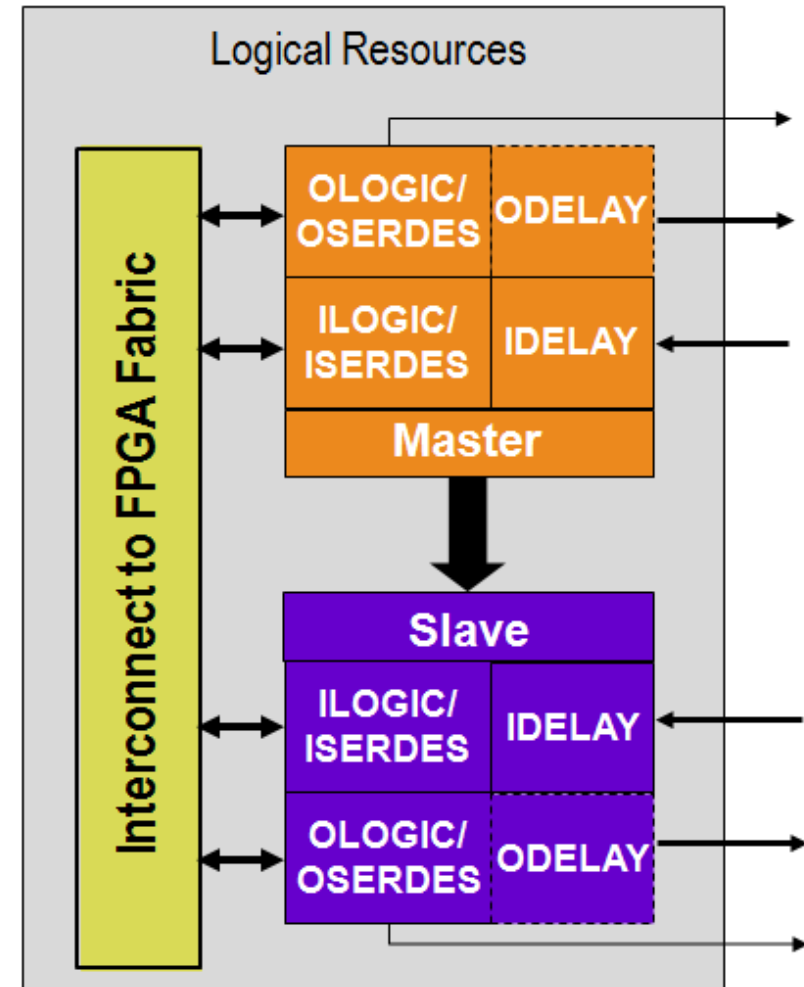 Logical Resources
Interconnect to FPGA Fabric
OLOGIC/
OSERDES
ODELAY
ILOGIC/
ISERDES
IDELAY
Master
Slave
ILOGIC/
ISERDES
IDELAY
OLOGIC/
OSERDES
ODELAY